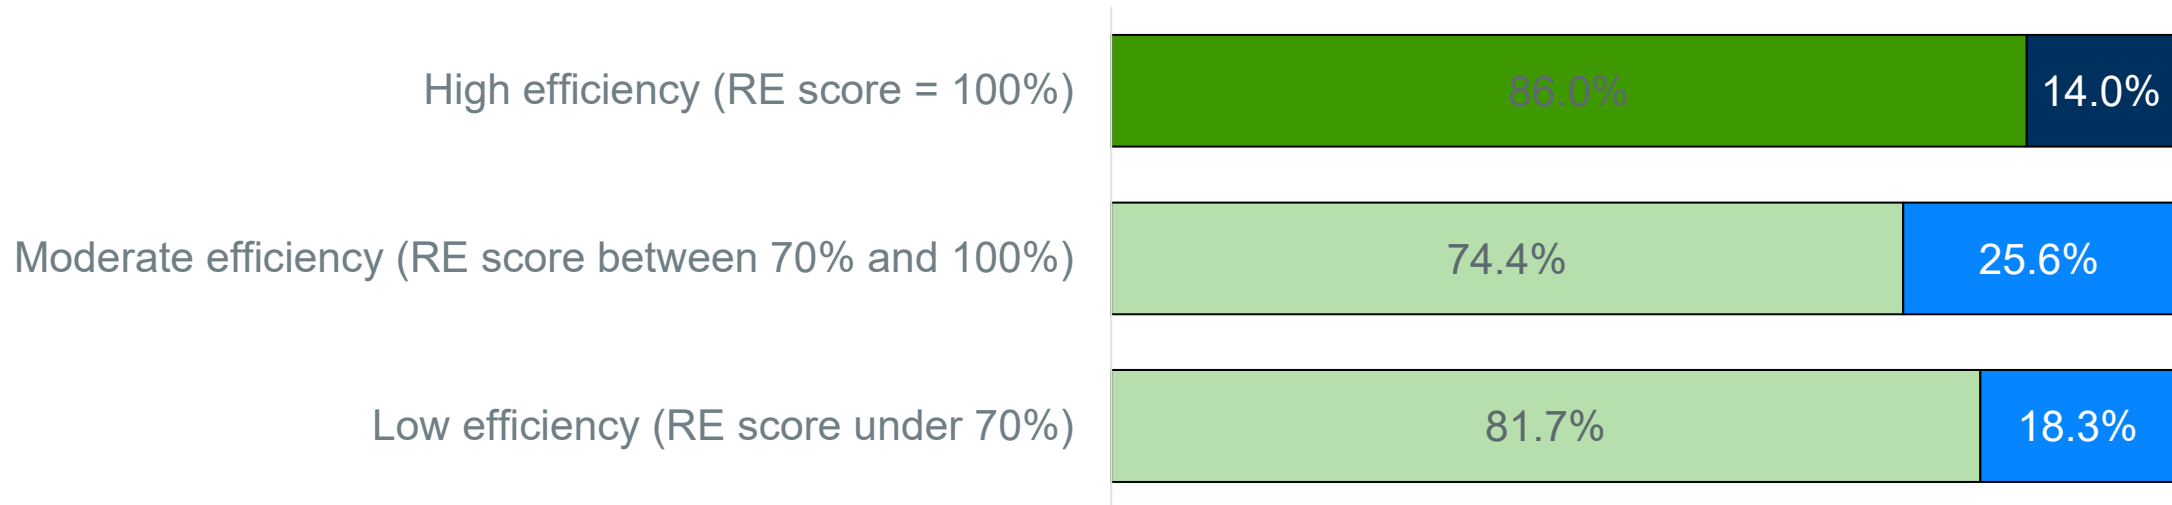 High efficiency (RE score = 100%) 86.0% 14.0%
Moderate efficiency (RE score between 70% and 100%) 74.4% 25.6%
Low efficiency (RE score under 70%) 81.7% 18.3%